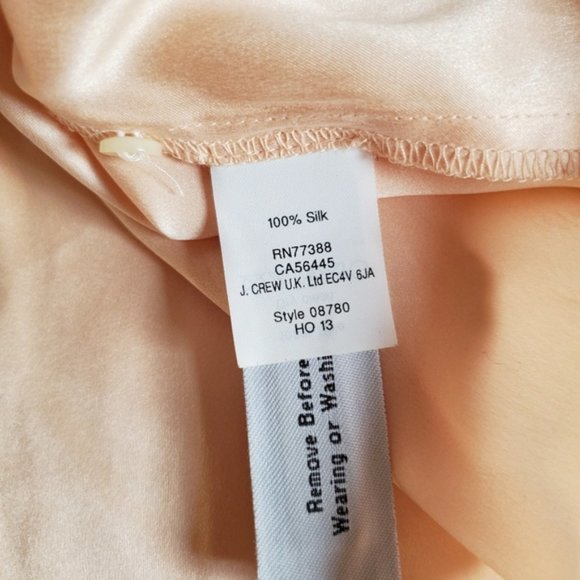 100% Silk
RN77388
CA56445
J. CREW U.K. Ltd EC4V 6JA
Style 08780
HO 13
Remove Before
Wearing or Washi